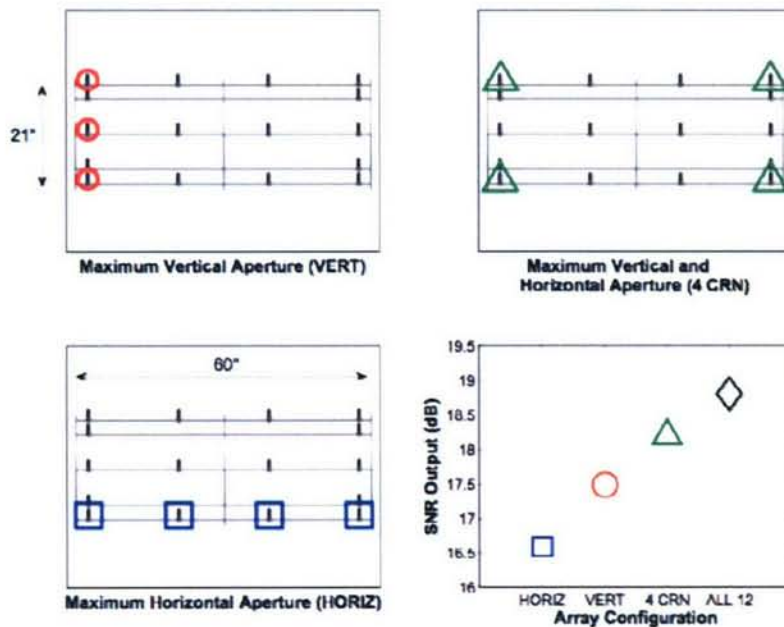 21"
Maximum Vertical Aperture (VERT)
Maximum Vertical and
Horizontal Aperture (4 CRN)
60"
Maximum Horizontal Aperture (HORIZ)
19.5
19
18.5
18
17.5
17
16.5
16
SNR Output (dB)
HORIZ VERT 4 CRN ALL 12
Array Configuration